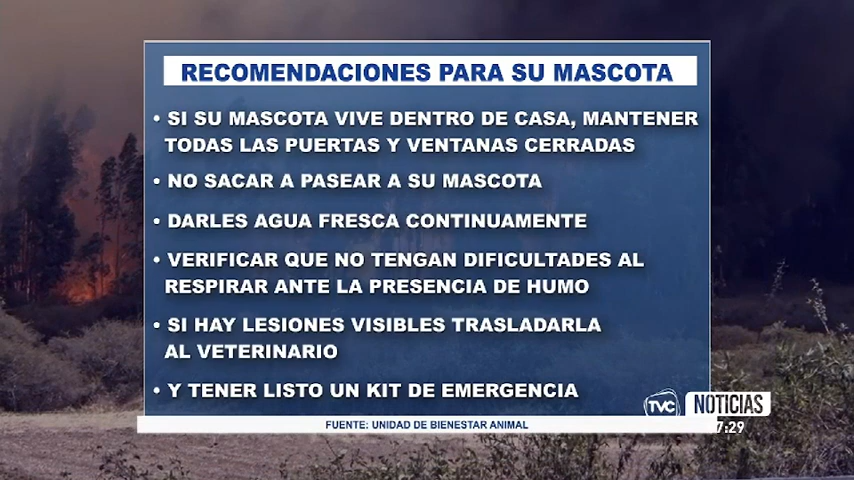 RECOMENDACIONES PARA SU MASCOTA
• SI SU MASCOTA VIVE DENTRO DE CASA, MANTENER
TODAS LAS PUERTAS Y VENTANAS CERRADAS
• NO SACAR A PASEAR A SU MASCOTA
• DARLES AGUA FRESCA CONTINUAMENTE
• VERIFICAR QUE NO TENGAN DIFICULTADES AL
RESPIRAR ANTE LA PRESENCIA DE HUMO
• SI HAY LESIONES VISIBLES TRASLADARLA
AL VETERINARIO
• Y TENER LISTO UN KIT DE EMERGENCIA
TVC NOTICIAS
7:29
FUENTE: UNIDAD DE BIENESTAR ANIMAL